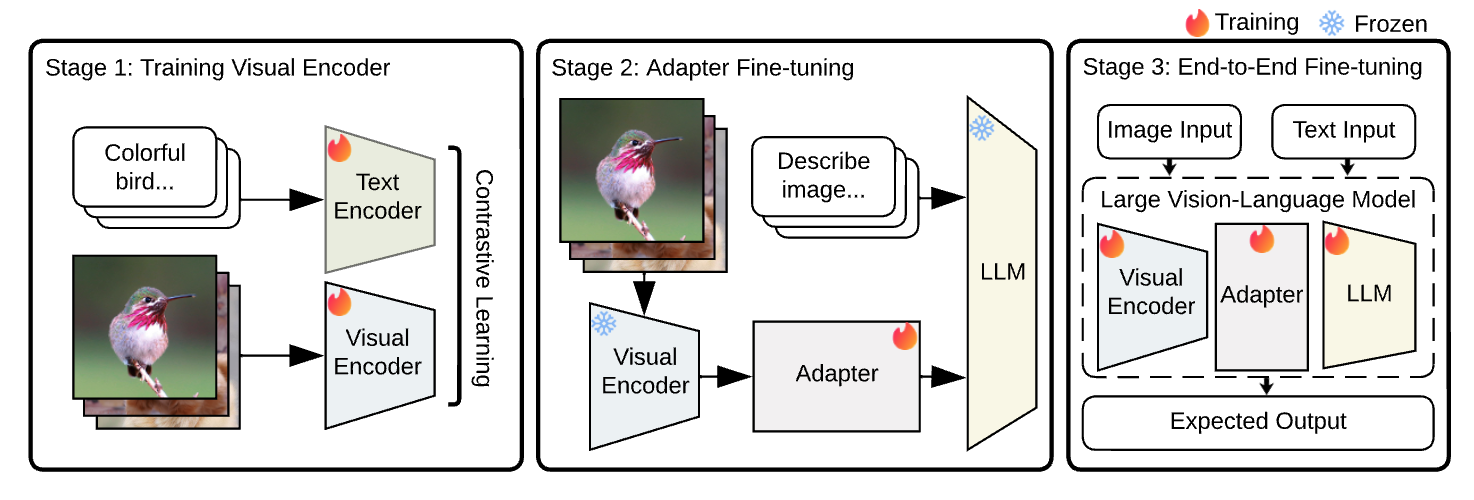 Training
Frozen
Stage 1: Training Visual Encoder
Colorful
bird...
Text
Encoder
Visual
Encoder
Contrastive Learning
Stage 2: Adapter Fine-tuning
Describe
image...
LLM
Visual
Encoder
Adapter
Stage 3: End-to-End Fine-tuning
Image Input
Text Input
Large Vision-Language Model
Visual
Encoder
Adapter
LLM
Expected Output